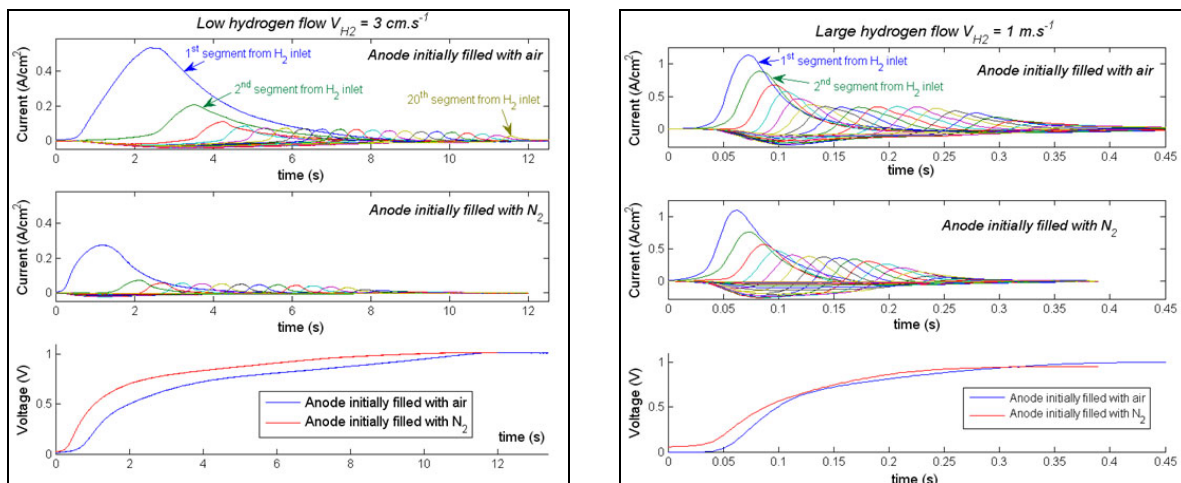 Low hydrogen flow V_H2 = 3 cm.s⁻¹
Anode initially filled with air
1st segment from H2 inlet
2nd segment from H2 inlet
20th segment from H2 inlet
Current (A/cm²)
0.4
0.2
0
0 2 4 6 8 10 12
time (s)
Anode initially filled with N2
Current (A/cm²)
0.4
0.2
0
0 2 4 6 8 10 12
Voltage (V)
1
0.5
0
Anode initially filled with air
Anode initially filled with N2
time (s)
0 2 4 6 8 10 12
Large hydrogen flow V_H2 = 1 m.s⁻¹
1st segment from H2 inlet
Anode initially filled with air
2nd segment from H2 inlet
Current (A/cm²)
1
0.5
0
0 0.05 0.1 0.15 0.2 0.25 0.3 0.35 0.4 0.45
time (s)
Anode initially filled with N2
Current (A/cm²)
1
0.5
0
0 0.05 0.1 0.15 0.2 0.25 0.3 0.35 0.4 0.45
time (s)
Voltage (V)
1
0.5
0
Anode initially filled with air
Anode initially filled with N2
0 0.05 0.1 0.15 0.2 0.25 0.3 0.35 0.4 0.45
time (s)